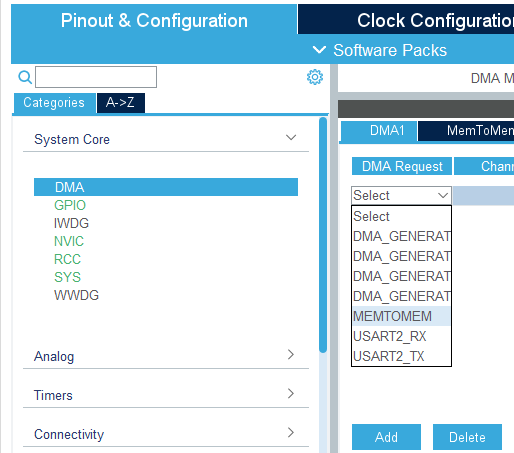 Pinout & Configuration
Clock Configuratio
Software Packs
DMA M
Categories
A->Z
System Core
DMA
GPIO
IWDG
NVIC
RCC
SYS
WWDG
Analog
Timers
Connectivity
DMA1
MemToMem
DMA Request
Chann
Select
Select
DMA_GENERAT
DMA_GENERAT
DMA_GENERAT
DMA_GENERAT
MEMTOMEM
USART2_RX
USART2_TX
Add
Delete